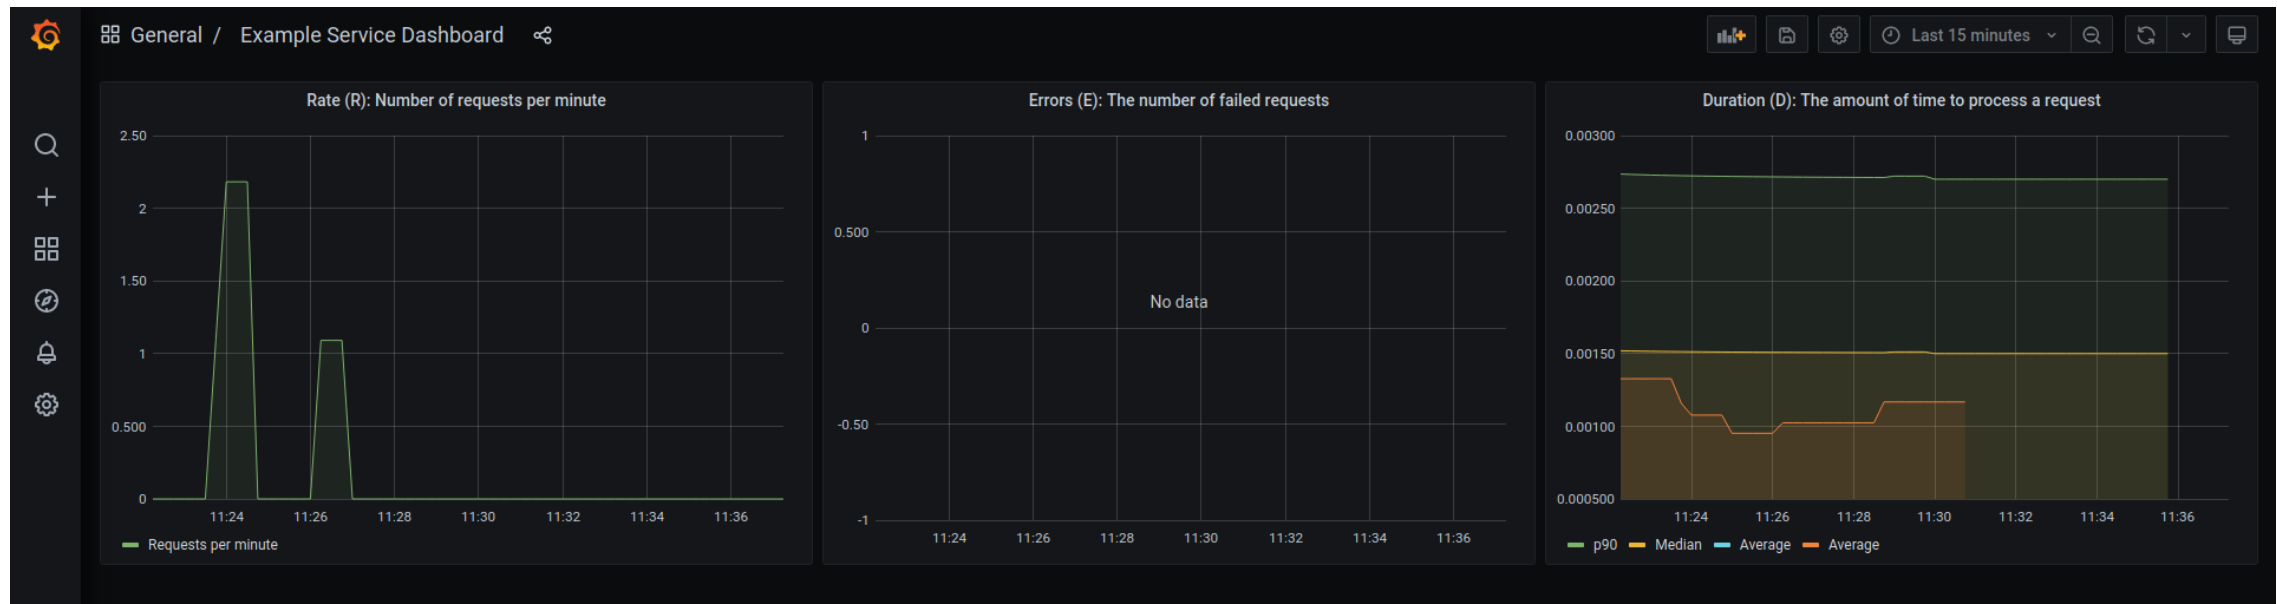 General / Example Service Dashboard
Last 15 minutes
Rate (R): Number of requests per minute
2.50
2
1.50
1
0.500
0
11:24 11:26 11:28 11:30 11:32 11:34 11:36
Requests per minute
Errors (E): The number of failed requests
1
0.500
No data
0
-0.50
-1
11:24 11:26 11:28 11:30 11:32 11:34 11:36
Duration (D): The amount of time to process a request
0.00300
0.00250
0.00200
0.00150
0.00100
0.000500
11:24 11:26 11:28 11:30 11:32 11:34 11:36
p90 Median Average Average